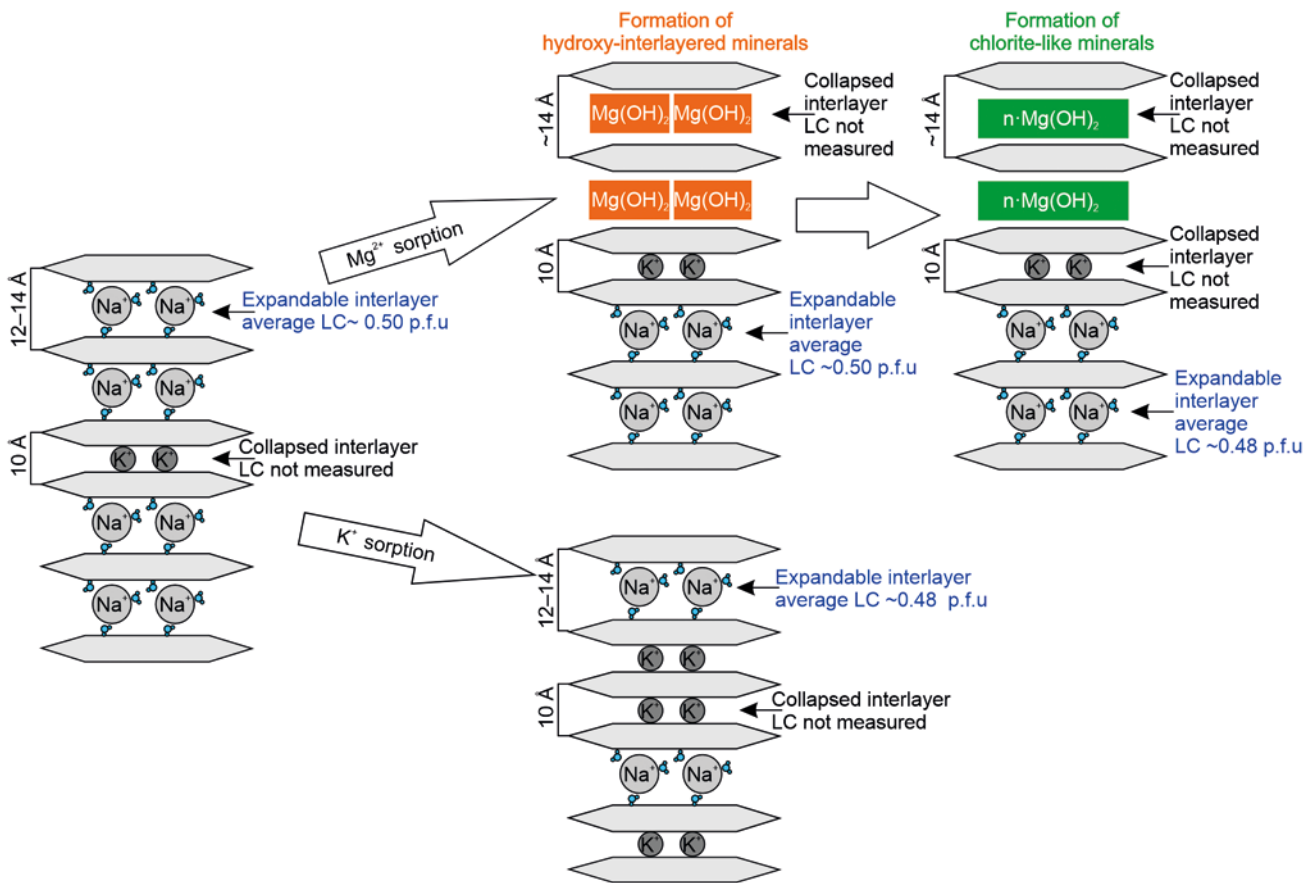 Formation of
hydroxy-interlayered minerals
Formation of
chlorite-like minerals
~14 Å
Mg(OH)₂ Mg(OH)₂
Collapsed
interlayer
LC not
measured
Mg(OH)₂ Mg(OH)₂
10 Å
K⁺ K⁺
Na⁺ Na⁺
Expandable
interlayer
average
LC ~0.50 p.f.u
Na⁺ Na⁺
~14 Å
n·Mg(OH)₂
Collapsed
interlayer
LC not
measured
n·Mg(OH)₂
10 Å
K⁺ K⁺
Collapsed
interlayer
LC not
measured
Na⁺ Na⁺
Na⁺ Na⁺
Expandable
interlayer
average
LC ~0.48 p.f.u
Mg²⁺ sorption
12–14 Å
Na⁺ Na⁺
Expandable interlayer
average LC~ 0.50 p.f.u
Na⁺ Na⁺
10 Å
K⁺ K⁺
Collapsed interlayer
LC not measured
Na⁺ Na⁺
Na⁺ Na⁺
K⁺ sorption
12–14 Å
Na⁺ Na⁺
Expandable interlayer
average LC ~0.48 p.f.u
K⁺ K⁺
10 Å
K⁺ K⁺
Collapsed interlayer
LC not measured
Na⁺ Na⁺
K⁺ K⁺